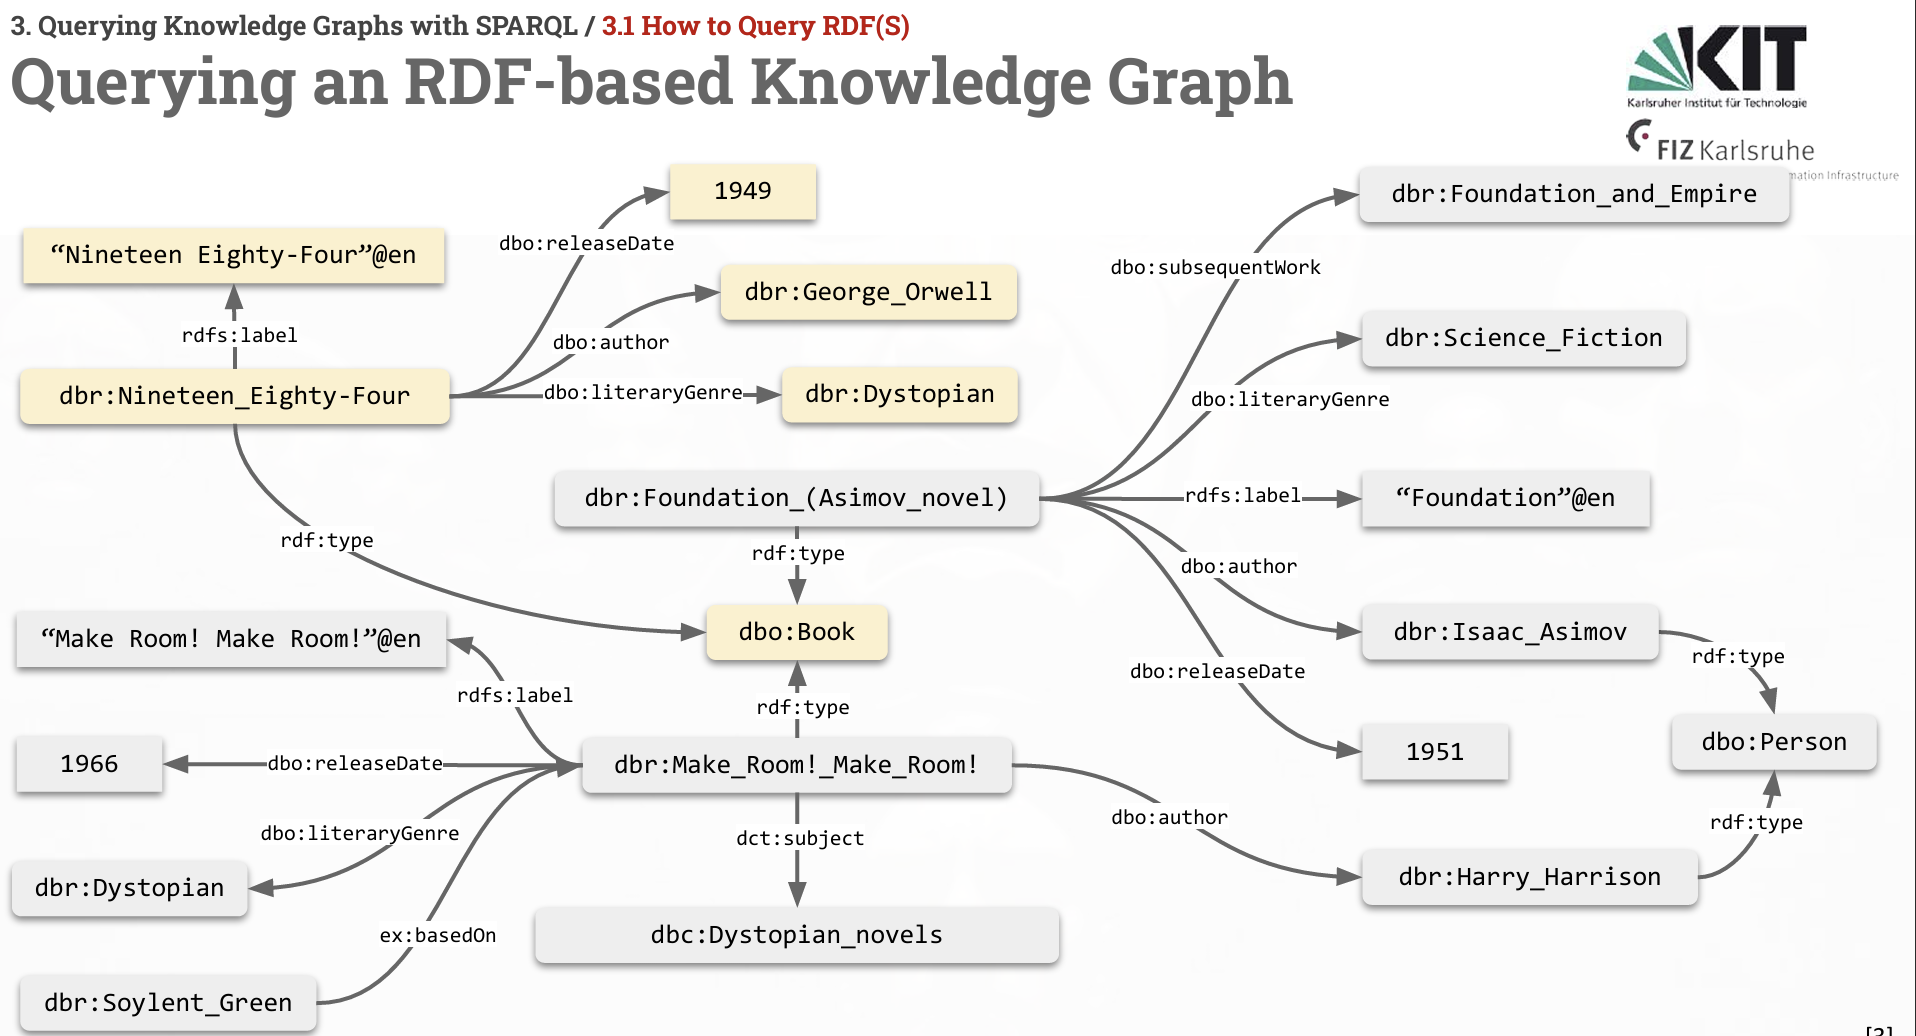 3. Querying Knowledge Graphs with SPARQL / 3.1 How to Query RDF(S)
Querying an RDF-based Knowledge Graph
KIT
Karlsruher Institut für Technologie
FIZ Karlsruhe
mation Infrastructure
1949
dbr:Foundation_and_Empire
dbo:releaseDate
“Nineteen Eighty-Four”@en
dbo:subsequentWork
dbr:George_Orwell
rdfs:label
dbo:author
dbr:Science_Fiction
dbr:Nineteen_Eighty-Four
dbo:literaryGenre
dbr:Dystopian
dbo:literaryGenre
dbr:Foundation_(Asimov_novel)
rdfs:label
“Foundation”@en
rdf:type
rdf:type
dbo:author
“Make Room! Make Room!”@en
dbo:Book
dbr:Isaac_Asimov
rdf:type
dbo:releaseDate
rdfs:label
rdf:type
dbo:Person
1951
1966
dbo:releaseDate
dbr:Make_Room!_Make_Room!
dbo:author
rdf:type
dbo:literaryGenre
dct:subject
dbr:Dystopian
dbr:Harry_Harrison
ex:basedOn
dbc:Dystopian_novels
dbr:Soylent_Green